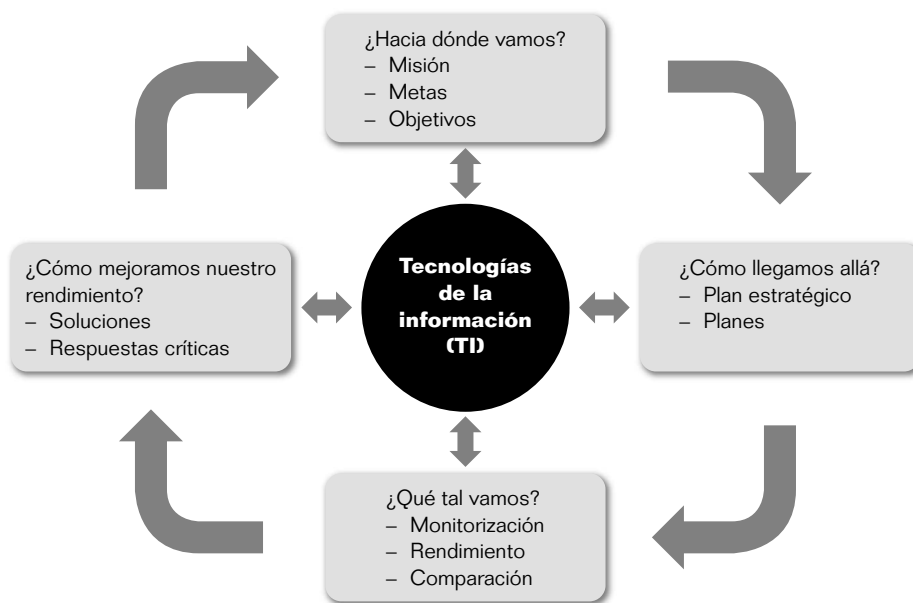 ¿Hacia dónde vamos?
– Misión
– Metas
– Objetivos
¿Cómo mejoramos nuestro
rendimiento?
– Soluciones
– Respuestas críticas
Tecnologías
de la
información
(TI)
¿Cómo llegamos allá?
– Plan estratégico
– Planes
¿Qué tal vamos?
– Monitorización
– Rendimiento
– Comparación